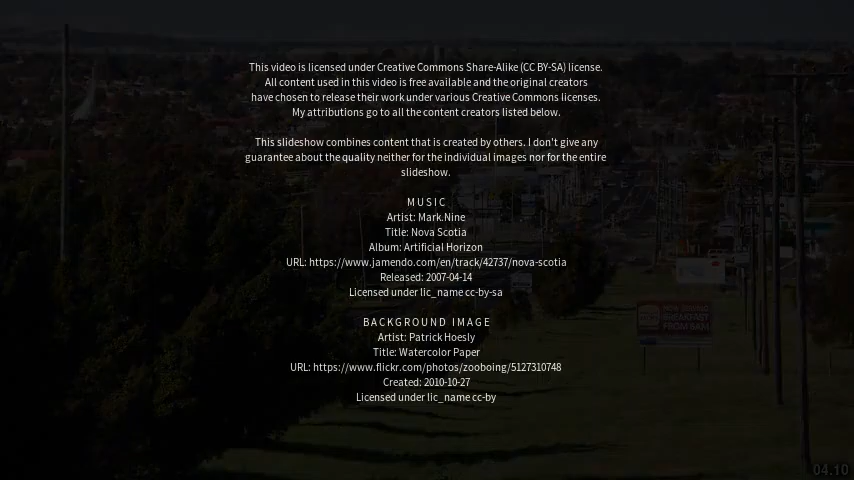 This video is licensed under Creative Commons Share-Alike (CC BY-SA) license.
All content used in this video is free available and the original creators
have chosen to release their work under various Creative Commons licenses.
My attributions go to all the content creators listed below.
This slideshow combines content that is created by others. I don't give any
guarantee about the quality neither for the individual images nor for the entire
slideshow.
MUSIC
Artist: Mark.Nine
Title: Nova Scotia
Album: Artificial Horizon
URL: https://www.jamendo.com/en/track/42737/nova-scotia
Released: 2007-04-14
Licensed under lic_name cc-by-sa
BACKGROUND IMAGE
Artist: Patrick Hoesly
Title: Watercolor Paper
URL: https://www.flickr.com/photos/zooboing/5127310748
Created: 2010-10-27
Licensed under lic_name cc-by
BREAKFAST
FROM 6AM
04.10